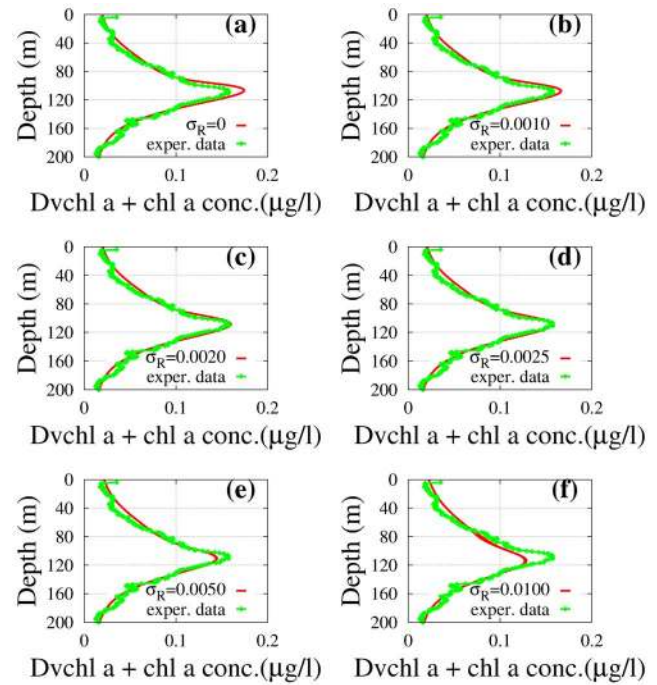 (a)
0
40
80
120
160
200
Depth (m)
σR=0
exper. data
0 0.1 0.2
Dvchl a + chl a conc.(μg/l)
(b)
0
40
80
120
160
200
Depth (m)
σR=0.0010
exper. data
0 0.1 0.2
Dvchl a + chl a conc.(μg/l)
(c)
0
40
80
120
160
200
Depth (m)
σR=0.0020
exper. data
0 0.1 0.2
Dvchl a + chl a conc.(μg/l)
(d)
0
40
80
120
160
200
Depth (m)
σR=0.0025
exper. data
0 0.1 0.2
Dvchl a + chl a conc.(μg/l)
(e)
0
40
80
120
160
200
Depth (m)
σR=0.0050
exper. data
0 0.1 0.2
Dvchl a + chl a conc.(μg/l)
(f)
0
40
80
120
160
200
Depth (m)
σR=0.0100
exper. data
0 0.1 0.2
Dvchl a + chl a conc.(μg/l)